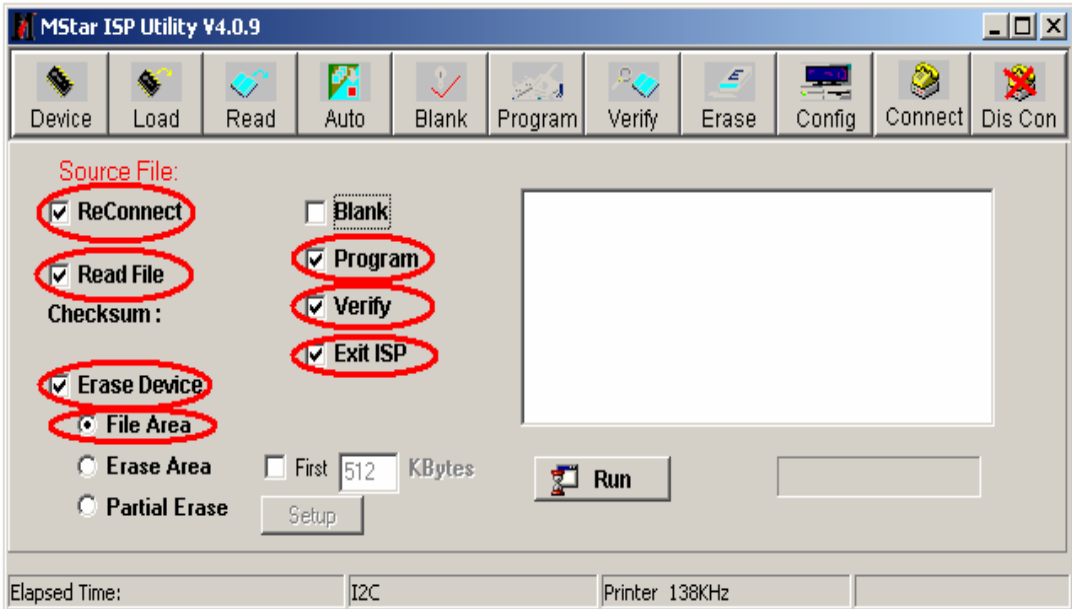 MStar ISP Utility V4.0.9
Device Load Read Auto Blank Program Verify Erase Config Connect Dis Con
Source File:
ReConnect
Blank
Read File
Program
Checksum :
Verify
Exit ISP
Erase Device
File Area
Erase Area
First 512 KBytes
Run
Partial Erase
Setup
Elapsed Time: I2C Printer 138KHz